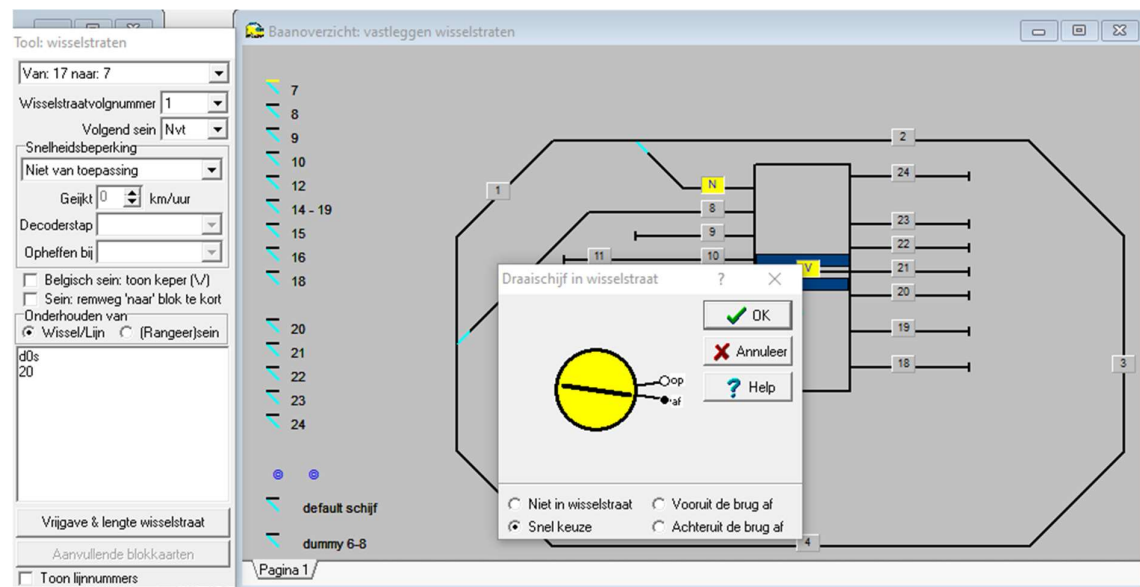 Tool: wisselstraten
Van: 17 naar: 7
Wisselstraatvolgnummer 1
Volgend sein Nvt
Snelheidsbeperking
Niet van toepassing
Geijkt 0 km/uur
Decoderstap
Opheffen bij
Belgisch sein: toon keper (\/)
Sein: remweg 'naar' blok te kort
Onderhouden van
Wissel/Lijn (Rangeer)sein
d0s
20
Vrijgave & lengte wisselstraat
Aanvullende blokkaarten
Toon lijnnummers
Baanoverzicht: vastleggen wisselstraten
7
8
9
10
12
14 - 19
15
16
18
20
21
22
23
24
default schijf
dummy 6-8
1
2
N
8
9
11
10
V
24
23
22
21
20
19
18
3
4
Draaischijf in wisselstraat ?
OK
Annuleer
? Help
op
af
Niet in wisselstraat Vooruit de brug af
Snel keuze Achteruit de brug af
Pagina 1